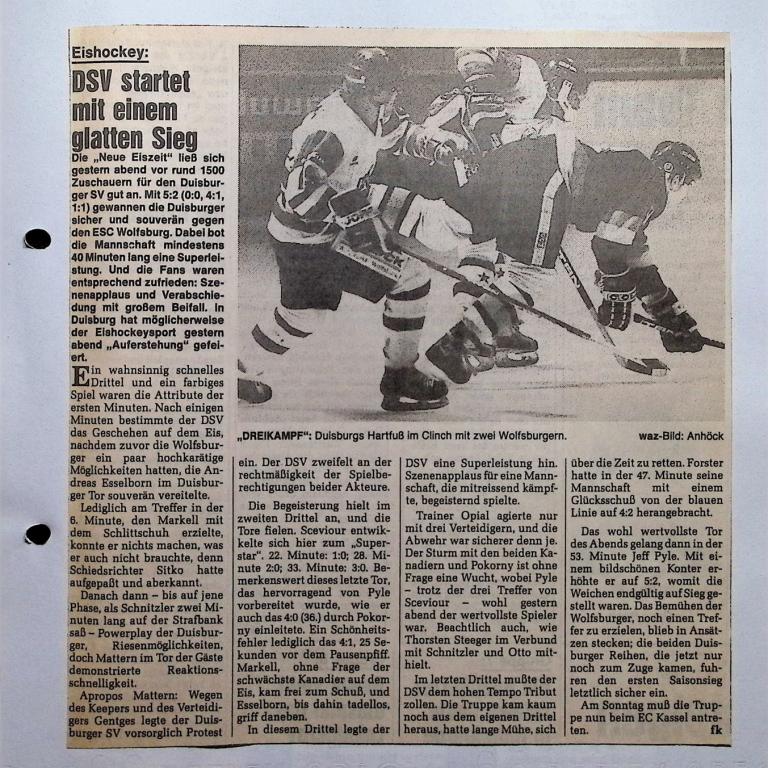 Eishockey:
DSV startet
mit einem
glatten Sieg
Die „Neue Eiszeit“ ließ sich
gestern abend vor rund 1500
Zuschauern für den Duisbur-
ger SV gut an. Mit 5:2 (0:0, 4:1,
1:1) gewannen die Duisburger
sicher und souverän gegen
den ESC Wolfsburg. Dabei bot
die Mannschaft mindestens
40 Minuten lang eine Superlei-
stung. Und die Fans waren
entsprechend zufrieden: Sze-
nenapplaus und Verabschie-
dung mit großem Beifall. In
Duisburg hat möglicherweise
der Eishockeysport gestern
abend „Auferstehung“ gefei-
ert.
Ein wahnsinnig schnelles
Drittel und ein farbiges
Spiel waren die Attribute der
ersten Minuten. Nach einigen
Minuten bestimmte der DSV
das Geschehen auf dem Eis,
nachdem zuvor die Wolfsbur-
ger ein paar hochkarätige
Möglichkeiten hatten, die An-
dreas Esselborn im Duisbur-
ger Tor souverän vereitelte.
Lediglich am Treffer in der
6. Minute, den Markell mit
dem Schlittschuh erzielte,
konnte er nichts machen, was
er auch nicht brauchte, denn
Schiedsrichter Sitko hatte
aufgepaßt und aberkannt.
Danach dann – bis auf jene
Phase, als Schnitzler zwei Mi-
nuten lang auf der Strafbank
saß – Powerplay der Duisbur-
ger, Riesenmöglichkeiten,
doch Mattern im Tor der Gäste
demonstrierte Reaktions-
schnelligkeit.
Apropos Mattern: Wegen
des Keepers und des Verteidi-
gers Gentges legte der Duis-
burger SV vorsorglich Protest
„DREIKAMPF“: Duisburgs Hartfuß im Clinch mit zwei Wolfsburgern. waz-Bild: Anhöck
ein. Der DSV zweifelt an der
rechtmäßigkeit der Spielbe-
rechtigungen beider Akteure.
Die Begeisterung hielt im
zweiten Drittel an, und die
Tore fielen. Sceviour entwik-
kelte sich hier zum „Super-
star“. 22. Minute: 1:0; 28. Mi-
nute 2:0; 33. Minute: 3:0. Be-
merkenswert dieses letzte Tor,
das hervorragend von Pyle
vorbereitet wurde, wie er
auch das 4:0 (36.) durch Pokor-
ny einleitete. Ein Schönheits-
fehler lediglich das 4:1, 25 Se-
kunden vor dem Pausenpfiff.
Markell, ohne Frage der
schwächste Kanadier auf dem
Eis, kam frei zum Schuß, und
Esselborn, bis dahin tadellos,
griff daneben.
In diesem Drittel legte der
DSV eine Superleistung hin.
Szenenapplaus für eine Mann-
schaft, die mitreissend kämpf-
te, begeisternd spielte.
Trainer Opial agierte nur
mit drei Verteidigern, und die
Abwehr war sicherer denn je.
Der Sturm mit den beiden Ka-
nadiern und Pokorny ist ohne
Frage eine Wucht, wobei Pyle
– trotz der drei Treffer von
Sceviour – wohl gestern
abend der wertvollste Spieler
war. Beachtlich auch, wie
Thorsten Steeger im Verbund
mit Schnitzler und Otto mit-
hielt.
Im letzten Drittel mußte der
DSV dem hohen Tempo Tribut
zollen. Die Truppe kam kaum
noch aus dem eigenen Drittel
heraus, hatte lange Mühe, sich
über die Zeit zu retten. Forster
hatte in der 47. Minute seine
Mannschaft mit einem
Glücksschuß von der blauen
Linie auf 4:2 herangebracht.
Das wohl wertvollste Tor
des Abends gelang dann in der
53. Minute Jeff Pyle. Mit ei-
nem bildschönen Konter er-
höhte er auf 5:2, womit die
Weichen endgültig auf Sieg ge-
stellt waren. Das Bemühen der
Wolfsburger, noch einen Tref-
fer zu erzielen, blieb in Ansät-
zen stecken; die beiden Duis-
burger Reihen, die jetzt nur
noch zum Zuge kamen, fuh-
ren den ersten Saisonsieg
letztlich sicher ein.
Am Sonntag muß die Trup-
pe nun beim EC Kassel antre-
ten. fk